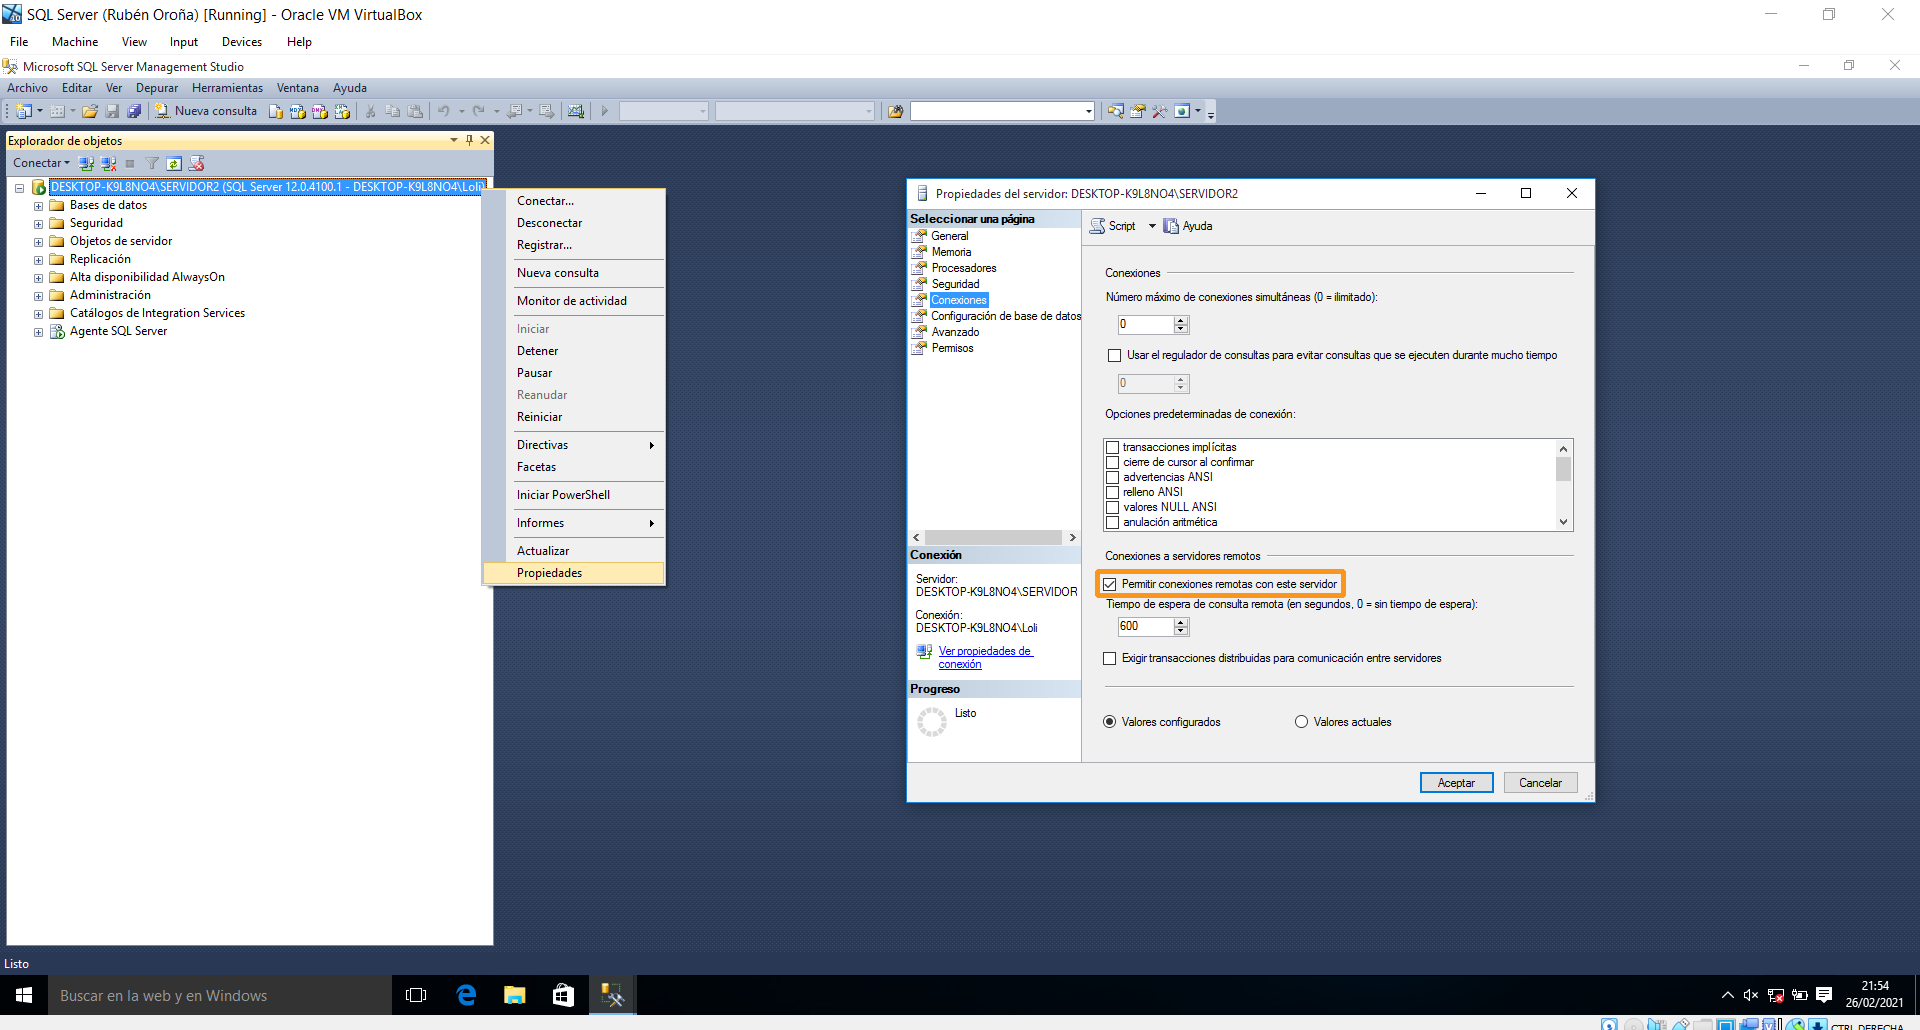 SQL Server (Rubén Oroña) [Running] - Oracle VM VirtualBox
File Machine View Input Devices Help
Microsoft SQL Server Management Studio
Archivo Editar Ver Depurar Herramientas Ventana Ayuda
Nueva consulta
Explorador de objetos
Conectar
DESKTOP-K9L8NO4\SERVIDOR2 (SQL Server 12.0.4100.1 - DESKTOP-K9L8NO4\Loli)
Bases de datos
Seguridad
Objetos de servidor
Replicación
Alta disponibilidad AlwaysOn
Administración
Catálogos de Integration Services
Agente SQL Server
Conectar...
Desconectar
Registrar...
Nueva consulta
Monitor de actividad
Iniciar
Detener
Pausar
Reanudar
Reiniciar
Directivas
Facetas
Iniciar PowerShell
Informes
Actualizar
Propiedades
Propiedades del servidor: DESKTOP-K9L8NO4\SERVIDOR2
Seleccionar una página
General
Memoria
Procesadores
Seguridad
Conexiones
Configuración de base de datos
Avanzado
Permisos
Conexión
Servidor:
DESKTOP-K9L8NO4\SERVIDOR
Conexión:
DESKTOP-K9L8NO4\Loli
Ver propiedades de
conexión
Progreso
Listo
Script Ayuda
Conexiones
Número máximo de conexiones simultáneas (0 = ilimitado):
0
Usar el regulador de consultas para evitar consultas que se ejecuten durante mucho tiempo
0
Opciones predeterminadas de conexión:
transacciones implícitas
cierre de cursor al confirmar
advertencias ANSI
relleno ANSI
valores NULL ANSI
anulación aritmética
Conexiones a servidores remotos
Permitir conexiones remotas con este servidor
Tiempo de espera de consulta remota (en segundos, 0 = sin tiempo de espera):
600
Exigir transacciones distribuidas para comunicación entre servidores
Valores configurados Valores actuales
Aceptar Cancelar
Listo
Buscar en la web y en Windows
21:54
26/02/2021
CTRL DERECHA